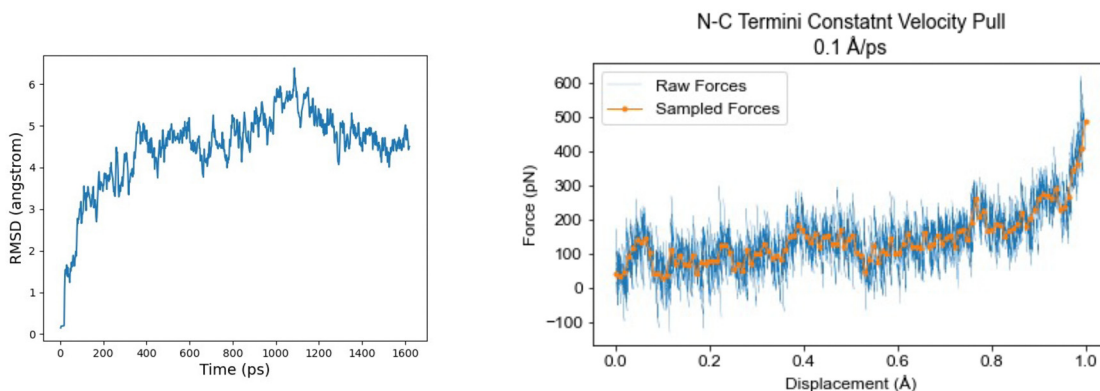 6
5
4
3
2
1
0
RMSD (angstrom)
0 200 400 600 800 1000 1200 1400 1600
Time (ps)
N-C Termini Constatnt Velocity Pull
0.1 Å/ps
Raw Forces
Sampled Forces
600
500
400
300
200
100
0
−100
Force (pN)
0.0 0.2 0.4 0.6 0.8 1.0
Displacement (Å)